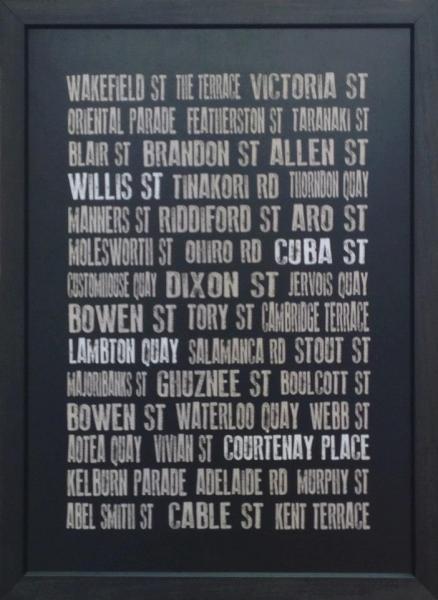 WAKEFIELD ST THE TERRACE VICTORIA ST
ORIENTAL PARADE FEATHERSTON ST TARANAKI ST
BLAIR ST BRANDON ST ALLEN ST
WILLIS ST TINAKORI RD THORNDON QUAY
MANNERS ST RIDDIFORD ST ARO ST
MOLESWORTH ST OHIRO RD CUBA ST
CUSTOMHOUSE QUAY DIXON ST JERVOIS QUAY
BOWEN ST TORY ST CAMBRIDGE TERRACE
LAMBTON QUAY SALAMANCA RD STOUT ST
MAJORIBANKS ST GHUZNEE ST BOULCOTT ST
BOWEN ST WATERLOO QUAY WEBB ST
AOTEA QUAY VIVIAN ST COURTENAY PLACE
KELBURN PARADE ADELAIDE RD MURPHY ST
ABEL SMITH ST CABLE ST KENT TERRACE